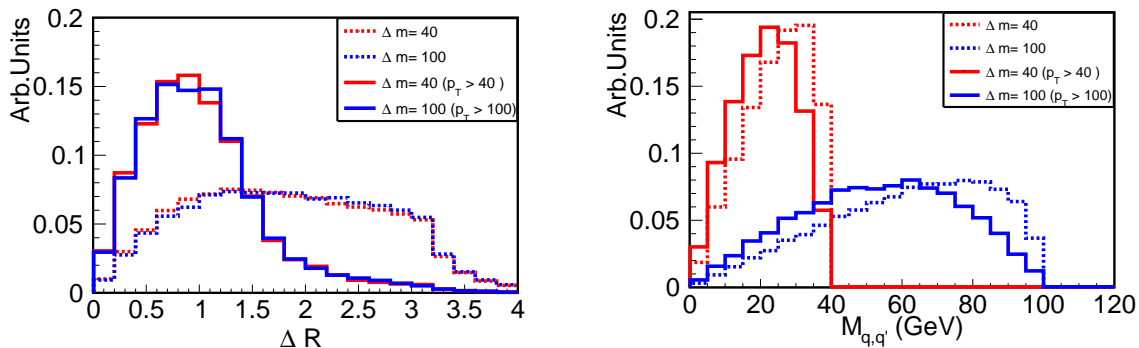 Arb.Units
0.2
0.15
0.1
0.05
0
Δ m= 40
Δ m= 100
Δ m= 40 (p_T > 40 )
Δ m= 100 (p_T > 100)
0 0.5 1 1.5 2 2.5 3 3.5 4
Δ R
Arb.Units
0.2
0.15
0.1
0.05
0
Δ m= 40
Δ m= 100
Δ m= 40 (p_T > 40 )
Δ m= 100 (p_T > 100)
0 20 40 60 80 100 120
M_q,q' (GeV)